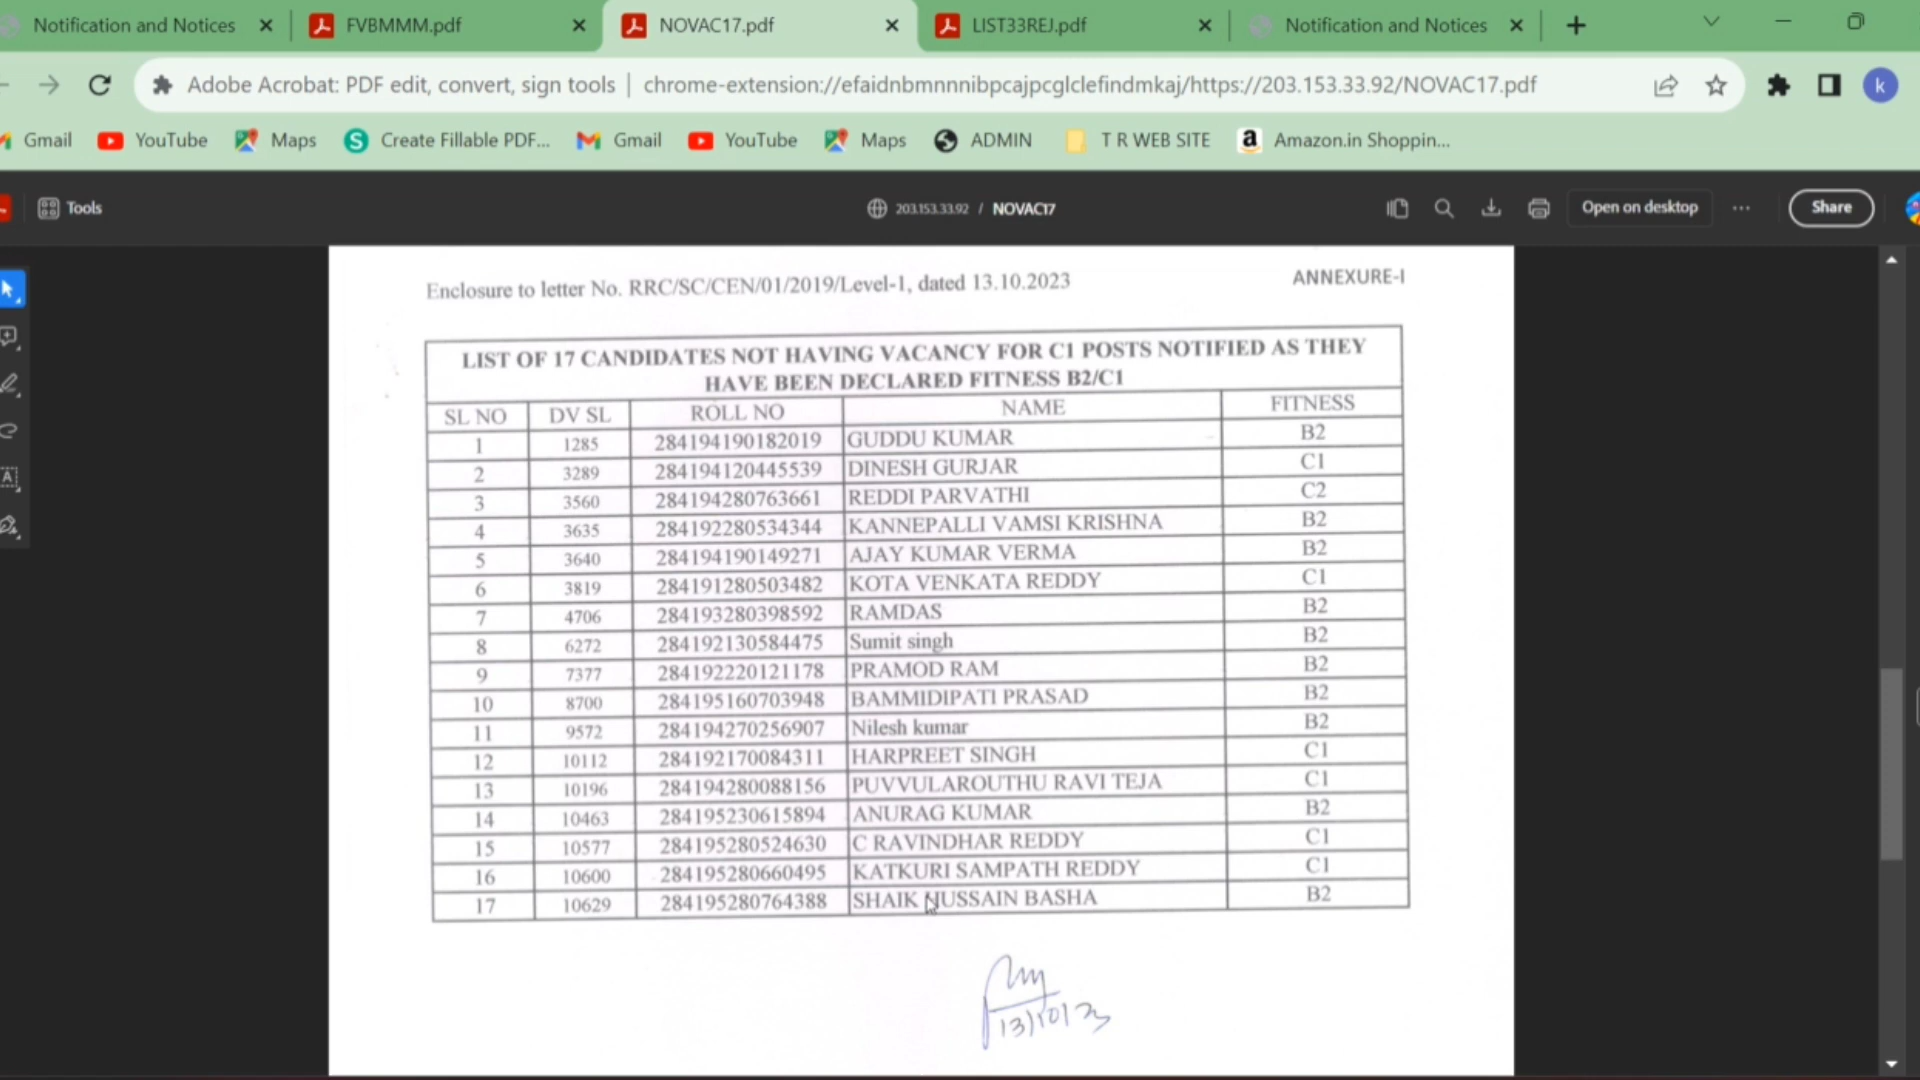 Notification and Notices FVBMMM.pdf NOVAC17.pdf LIST33REJ.pdf Notification and Notices
Adobe Acrobat: PDF edit, convert, sign tools | chrome-extension://efaidnbmnnnibpcajpcglclefindmkaj/https://203.153.33.92/NOVAC17.pdf k
Gmail YouTube Maps Create Fillable PDF... Gmail YouTube Maps ADMIN T R WEB SITE Amazon.in Shoppin...
Tools 203.153.33.92 / NOVAC17 Open on desktop Share
Enclosure to letter No. RRC/SC/CEN/01/2019/Level-1, dated 13.10.2023 ANNEXURE-I
LIST OF 17 CANDIDATES NOT HAVING VACANCY FOR C1 POSTS NOTIFIED AS THEY
HAVE BEEN DECLARED FITNESS B2/C1
SL NO DV SL ROLL NO NAME FITNESS
1 1285 284194190182019 GUDDU KUMAR B2
2 3289 284194120445539 DINESH GURJAR C1
3 3560 284194280763661 REDDI PARVATHI C2
4 3635 284192280534344 KANNEPALLI VAMSI KRISHNA B2
5 3640 284194190149271 AJAY KUMAR VERMA B2
6 3819 284191280503482 KOTA VENKATA REDDY C1
7 4706 284193280398592 RAMDAS B2
8 6272 284192130584475 Sumit singh B2
9 7377 284192220121178 PRAMOD RAM B2
10 8700 284195160703948 BAMMIDIPATI PRASAD B2
11 9572 284194270256907 Nilesh kumar B2
12 10112 284192170084311 HARPREET SINGH C1
13 10196 284194280088156 PUVVULAROUTHU RAVI TEJA C1
14 10463 284195230615894 ANURAG KUMAR B2
15 10577 284195280524630 C RAVINDHAR REDDY C1
16 10600 284195280660495 KATKURI SAMPATH REDDY C1
17 10629 284195280764388 SHAIK HUSSAIN BASHA B2
13/10/23